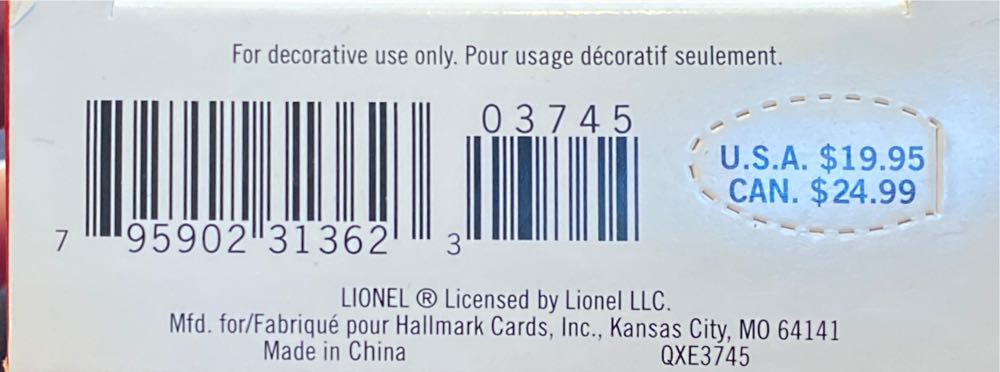 For decorative use only. Pour usage décoratif seulement.
03745
U.S.A. $19.95
CAN. $24.99
7 95902 31362 3
LIONEL ® Licensed by Lionel LLC.
Mfd. for/Fabriqué pour Hallmark Cards, Inc., Kansas City, MO 64141
Made in China QXE3745